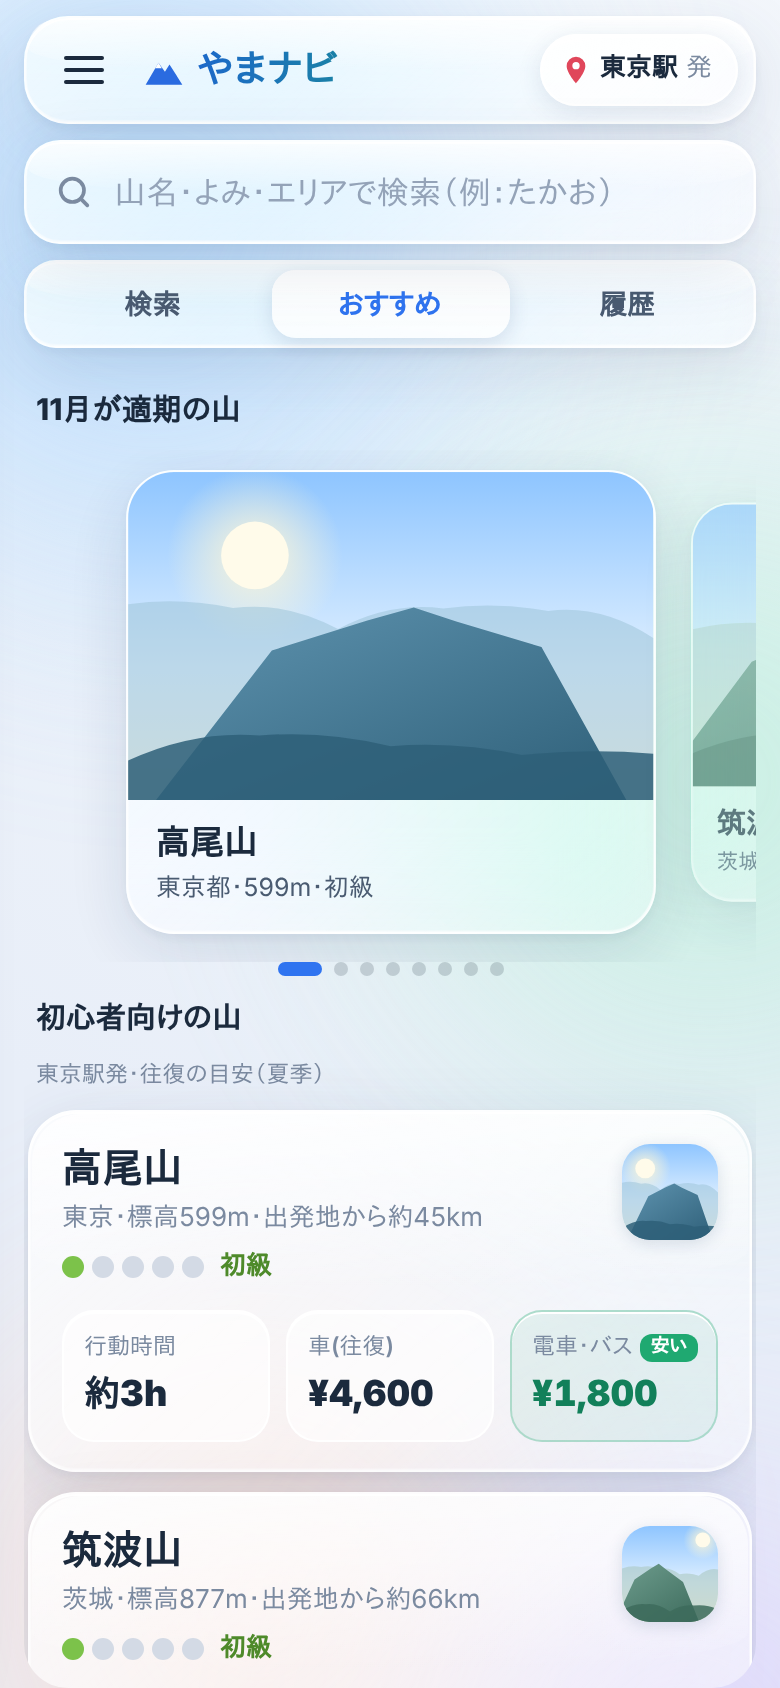 やまナビ
東京駅 発
山名・よみ・エリアで検索(例:たかお)
検索 おすすめ 履歴
11月が適期の山
高尾山
東京都・599m・初級
茨城
初心者向けの山
東京駅発・往復の目安(夏季)
高尾山
東京・標高599m・出発地から約45km
初級
行動時間
約3h
車(往復)
¥4,600
電車・バス 安い
¥1,800
筑波山
茨城・標高877m・出発地から約66km
初級